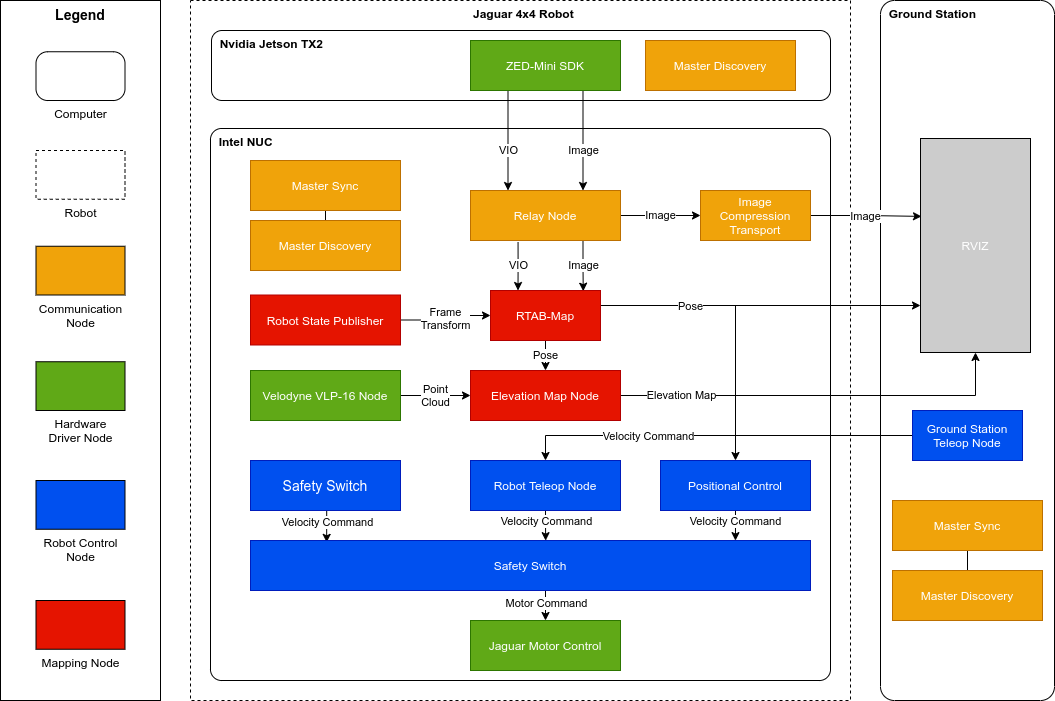 Legend
Computer
Robot
Communication
Node
Hardware
Driver Node
Robot Control
Node
Mapping Node
Jaguar 4x4 Robot
Nvidia Jetson TX2
ZED-Mini SDK
Master Discovery
VIO
Image
Intel NUC
Master Sync
Master Discovery
Relay Node
Image
Image
Compression
Transport
Image
VIO
Image
Robot State Publisher
Frame
Transform
RTAB-Map
Pose
Pose
Velodyne VLP-16 Node
Point
Cloud
Elevation Map Node
Elevation Map
Velocity Command
Safety Switch
Robot Teleop Node
Positional Control
Velocity Command
Velocity Command
Velocity Command
Safety Switch
Motor Command
Jaguar Motor Control
Ground Station
RVIZ
Ground Station
Teleop Node
Master Sync
Master Discovery